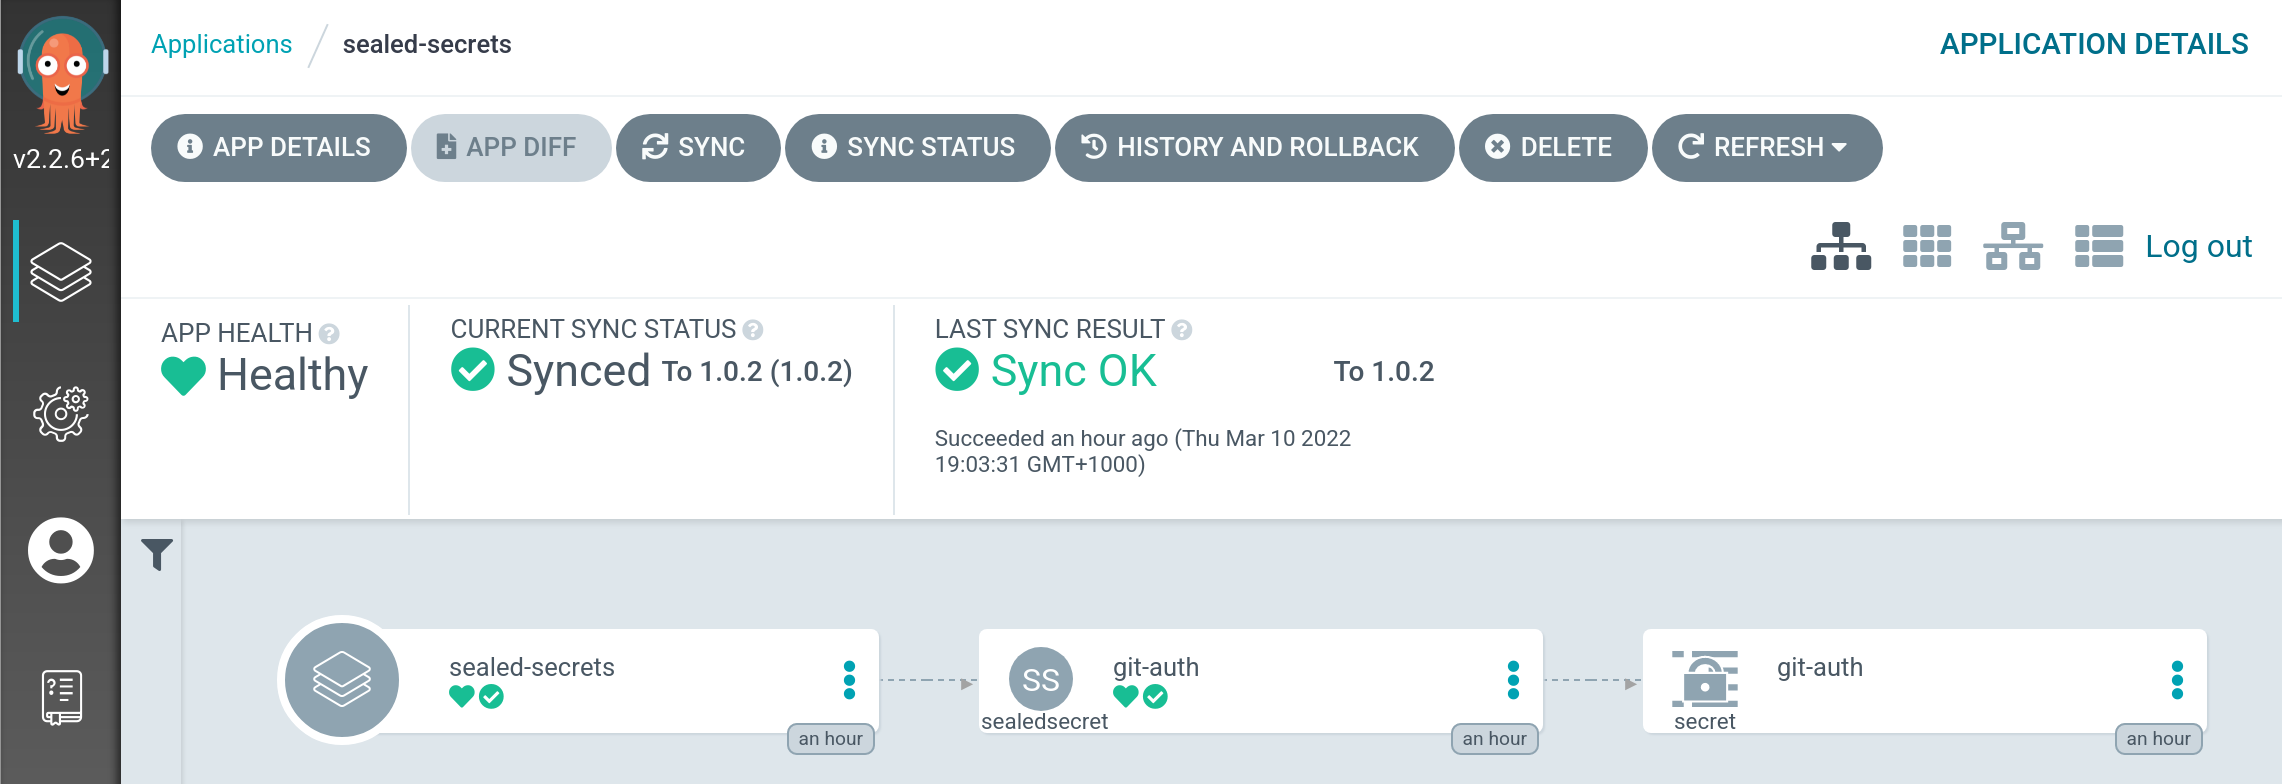 Applications / sealed-secrets
APPLICATION DETAILS
v2.2.6+2
APP DETAILS
APP DIFF
SYNC
SYNC STATUS
HISTORY AND ROLLBACK
DELETE
REFRESH
Log out
APP HEALTH ?
Healthy
CURRENT SYNC STATUS ?
Synced To 1.0.2 (1.0.2)
LAST SYNC RESULT ?
Sync OK To 1.0.2
Succeeded an hour ago (Thu Mar 10 2022
19:03:31 GMT+1000)
sealed-secrets
an hour
SS
sealedsecret
git-auth
an hour
secret
git-auth
an hour